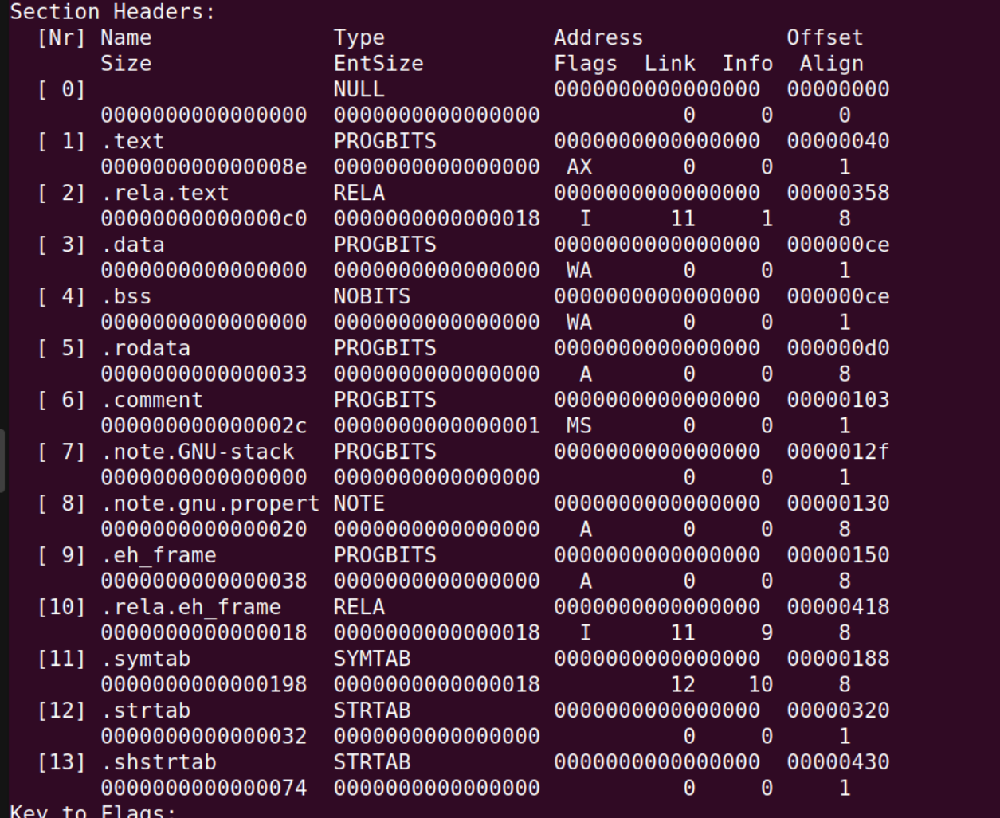 Section Headers:
[Nr] Name Type Address Offset
Size EntSize Flags Link Info Align
[ 0] NULL 0000000000000000 00000000
0000000000000000 0000000000000000 0 0 0
[ 1] .text PROGBITS 0000000000000000 00000040
000000000000008e 0000000000000000 AX 0 0 1
[ 2] .rela.text RELA 0000000000000000 00000358
00000000000000c0 0000000000000018 I 11 1 8
[ 3] .data PROGBITS 0000000000000000 000000ce
0000000000000000 0000000000000000 WA 0 0 1
[ 4] .bss NOBITS 0000000000000000 000000ce
0000000000000000 0000000000000000 WA 0 0 1
[ 5] .rodata PROGBITS 0000000000000000 000000d0
0000000000000033 0000000000000000 A 0 0 8
[ 6] .comment PROGBITS 0000000000000000 00000103
000000000000002c 0000000000000001 MS 0 0 1
[ 7] .note.GNU-stack PROGBITS 0000000000000000 0000012f
0000000000000000 0000000000000000 0 0 1
[ 8] .note.gnu.propert NOTE 0000000000000000 00000130
0000000000000020 0000000000000000 A 0 0 8
[ 9] .eh_frame PROGBITS 0000000000000000 00000150
0000000000000038 0000000000000000 A 0 0 8
[10] .rela.eh_frame RELA 0000000000000000 00000418
0000000000000018 0000000000000018 I 11 9 8
[11] .symtab SYMTAB 0000000000000000 00000188
0000000000000198 0000000000000018 12 10 8
[12] .strtab STRTAB 0000000000000000 00000320
0000000000000032 0000000000000000 0 0 1
[13] .shstrtab STRTAB 0000000000000000 00000430
0000000000000074 0000000000000000 0 0 1
Key to Flags: